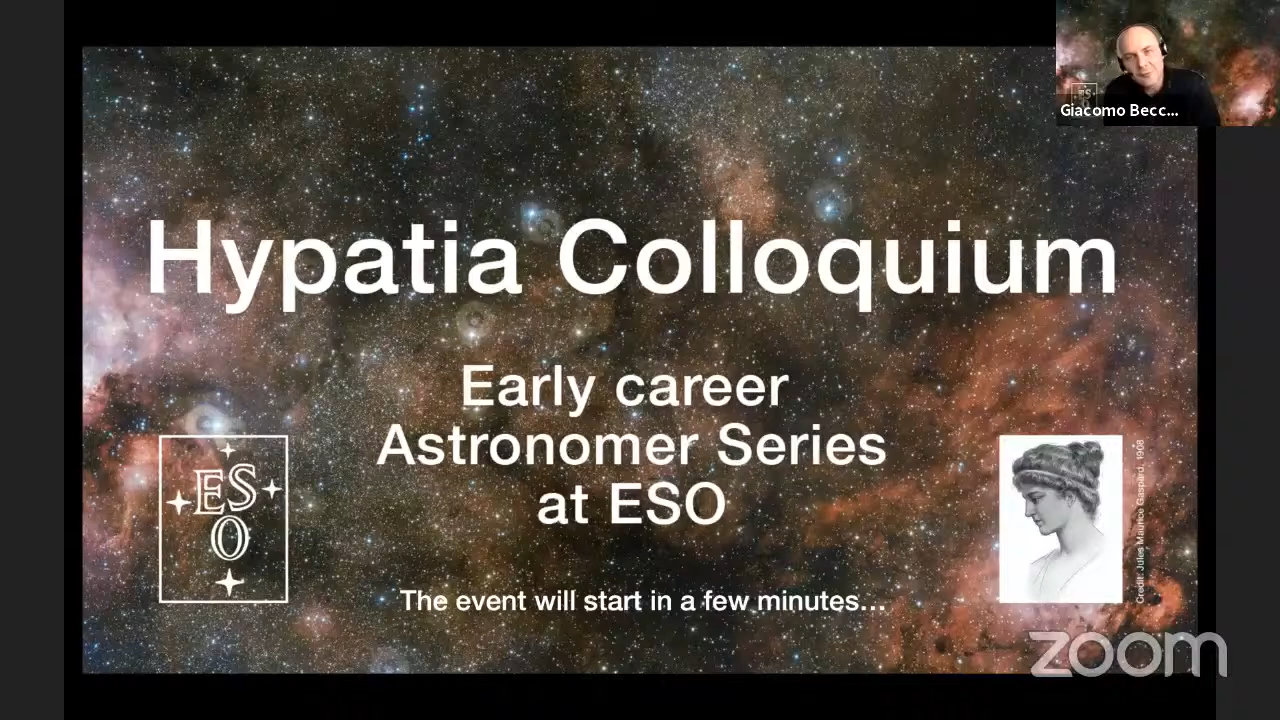 Giacomo Becc...
Hypatia Colloquium
Early career
Astronomer Series
at ESO
ES
O
The event will start in a few minutes...
Credit: Jules Maurice Gaspard, 1908
zoom